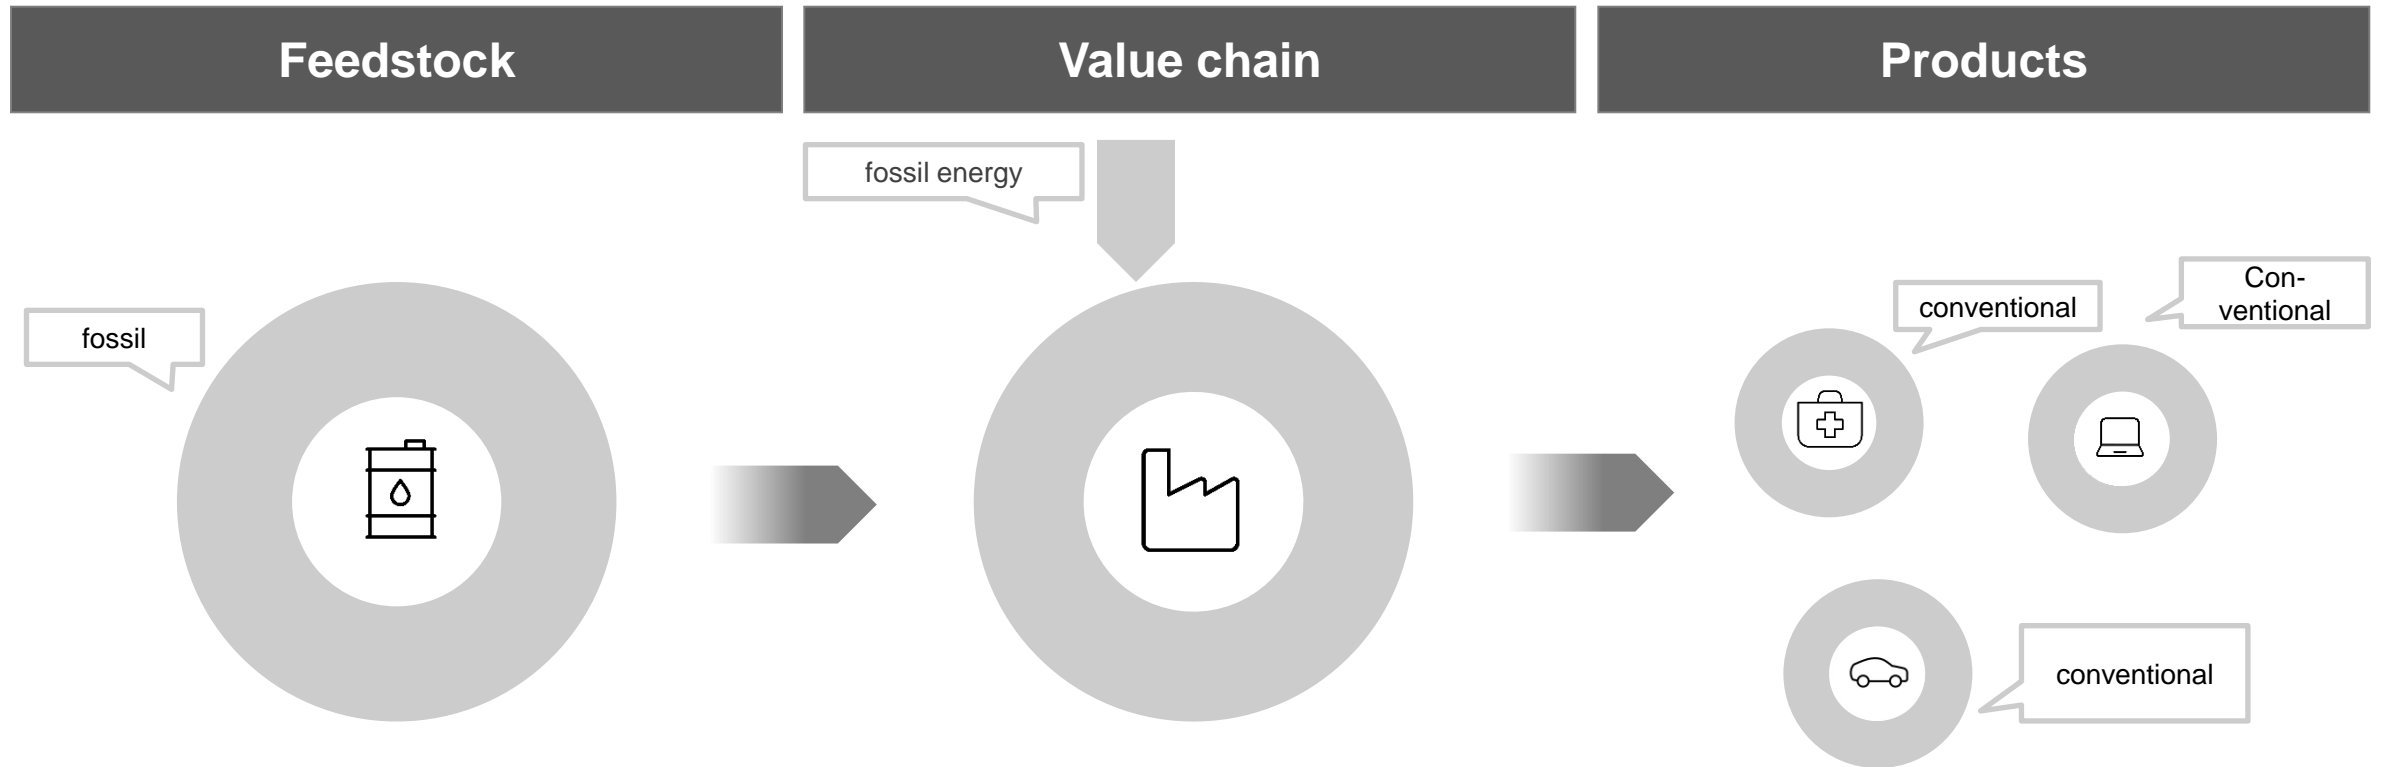 Feedstock
Value chain
Products
fossil energy
fossil
conventional
Con-
ventional
conventional